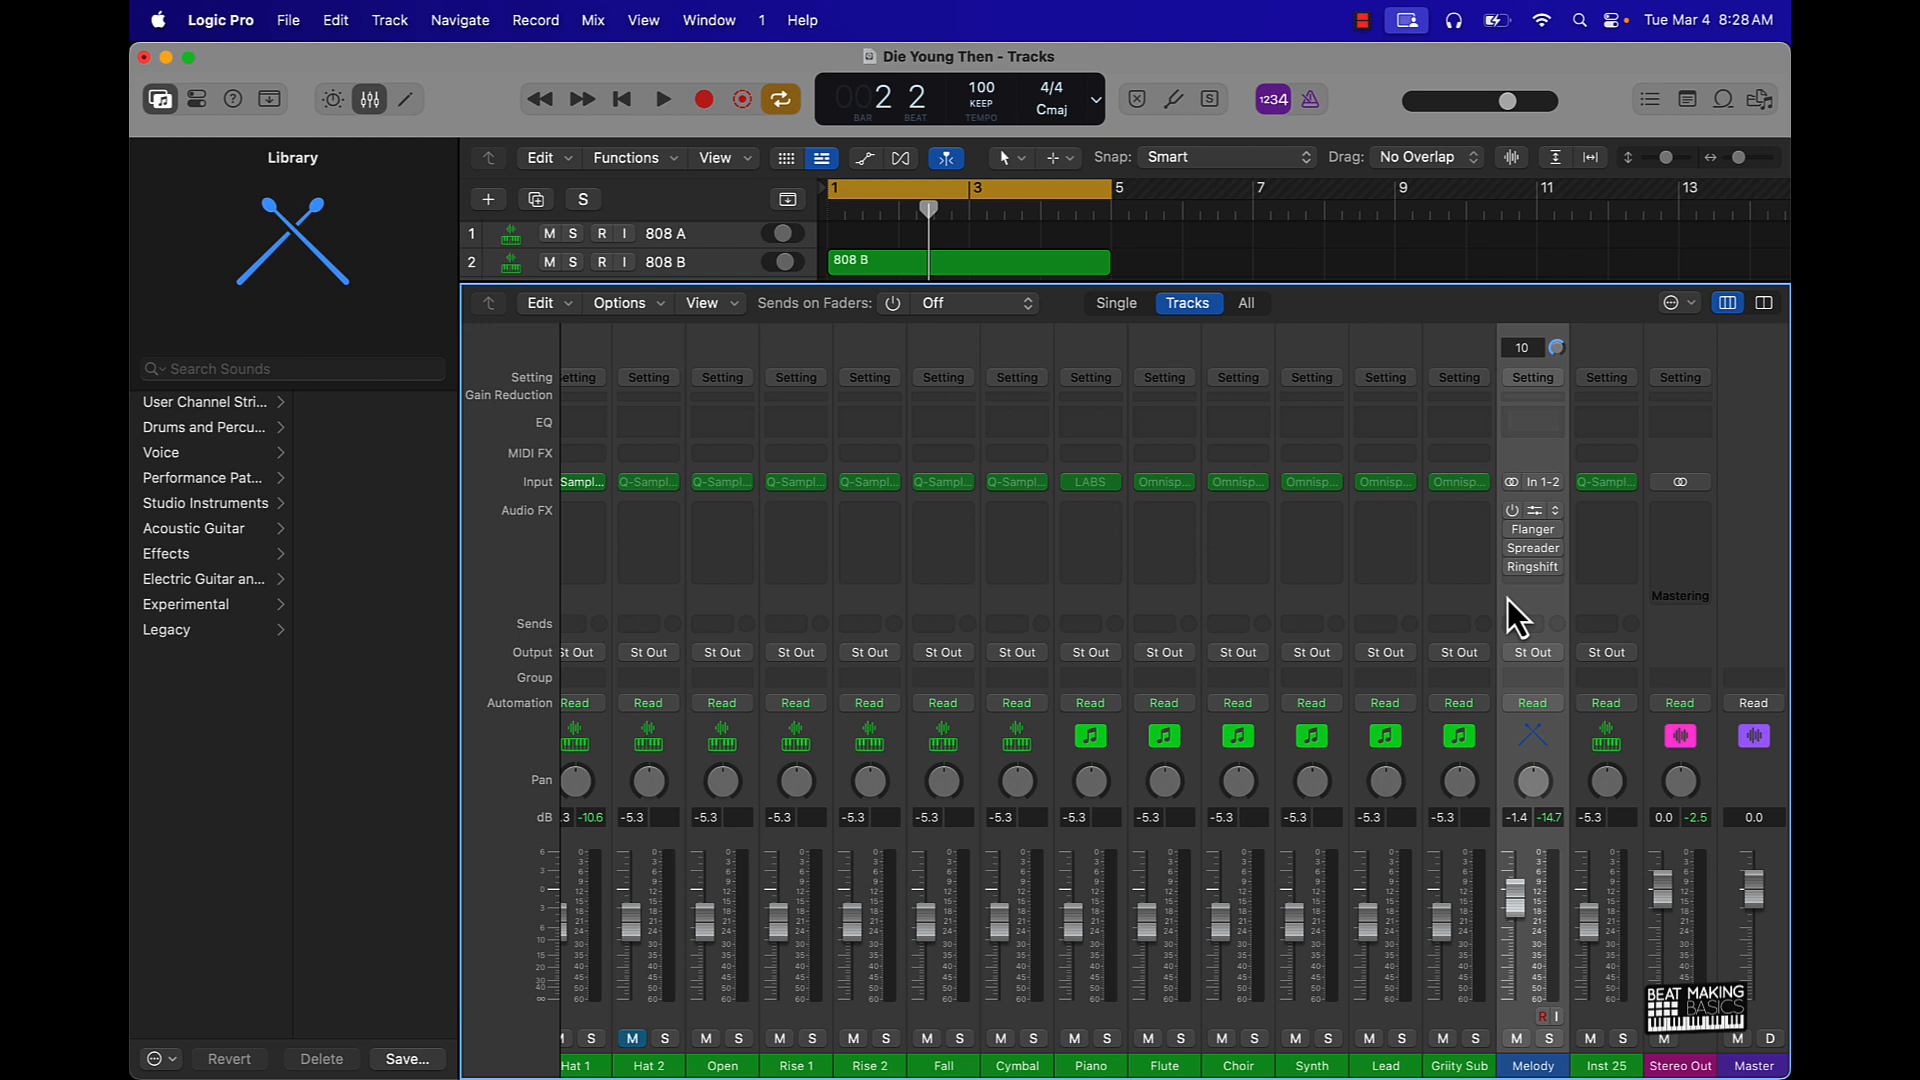 Logic Pro File Edit Track Navigate Record Mix View Window 1 Help Tue Mar 4 8:28 AM
Die Young Then - Tracks
002 2 100 4/4
KEEP Cmaj
BAR BEAT TEMPO
1234
Library
Edit Functions View Snap: Smart Drag: No Overlap
S 1 3 5 7 9 11 13
1 M S R I 808 A
2 M S R I 808 B
808 B
Edit Options View Sends on Faders: Off Single Tracks All
10
Search Sounds
User Channel Stri...
Drums and Percu...
Voice
Performance Pat...
Studio Instruments
Acoustic Guitar
Effects
Electric Guitar an...
Experimental
Legacy
Revert Delete Save...
Setting etting Setting Setting Setting Setting Setting Setting Setting Setting Setting Setting Setting Setting Setting Setting Setting
Gain Reduction
EQ
MIDI FX
Input Sampl... Q-Sampl... Q-Sampl... Q-Sampl... Q-Sampl... Q-Sampl... Q-Sampl... LABS Omnisp... Omnisp... Omnisp... Omnisp... Omnisp... In 1-2 Q-Sampl...
Audio FX
Flanger
Spreader
Ringshift
Mastering
Sends
Output St Out St Out St Out St Out St Out St Out St Out St Out St Out St Out St Out St Out St Out St Out St Out
Group
Automation Read Read Read Read Read Read Read Read Read Read Read Read Read Read Read Read Read
Pan
dB .3 -10.6 -5.3 -5.3 -5.3 -5.3 -5.3 -5.3 -5.3 -5.3 -5.3 -5.3 -5.3 -5.3 -1.4 -14.7 -5.3 0.0 -2.5 0.0
R I
M S M S M S M S M S M S M S M S M S M S M S M S M S M S M S M M D
Hat 1 Hat 2 Open Rise 1 Rise 2 Fall Cymbal Piano Flute Choir Synth Lead Griity Sub Melody Inst 25 Stereo Out Master
BEAT MAKING
BASICS